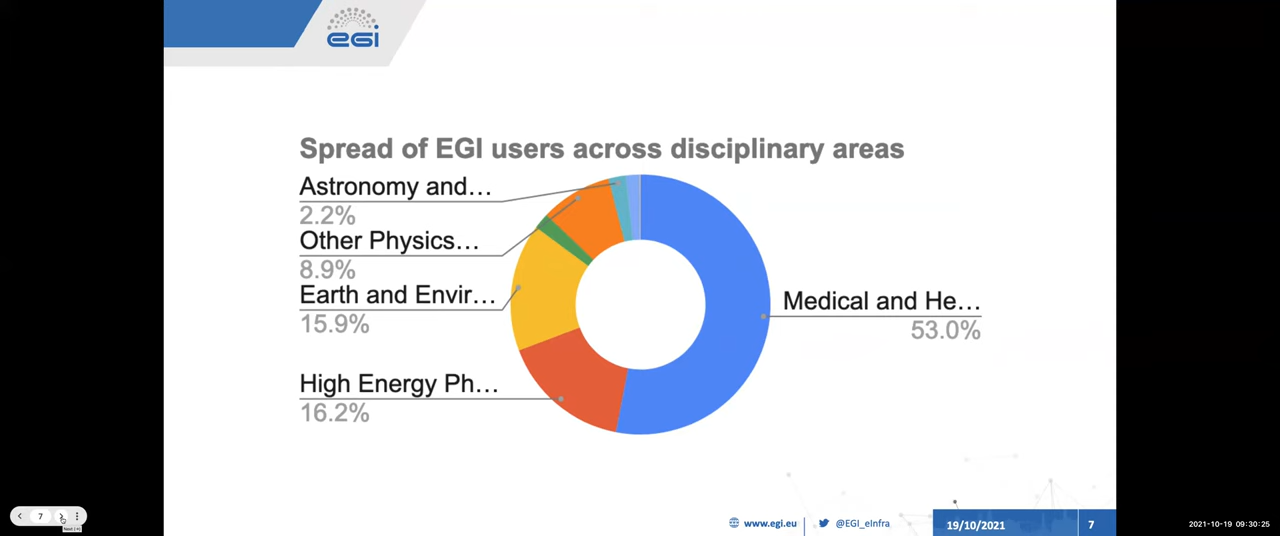 egi
Spread of EGI users across disciplinary areas
Astronomy and...
2.2%
Other Physics...
8.9%
Earth and Envir...
15.9%
High Energy Ph...
16.2%
Medical and He...
53.0%
www.egi.eu
@EGI_eInfra
19/10/2021
7
7
2021-10-19 09:30:25